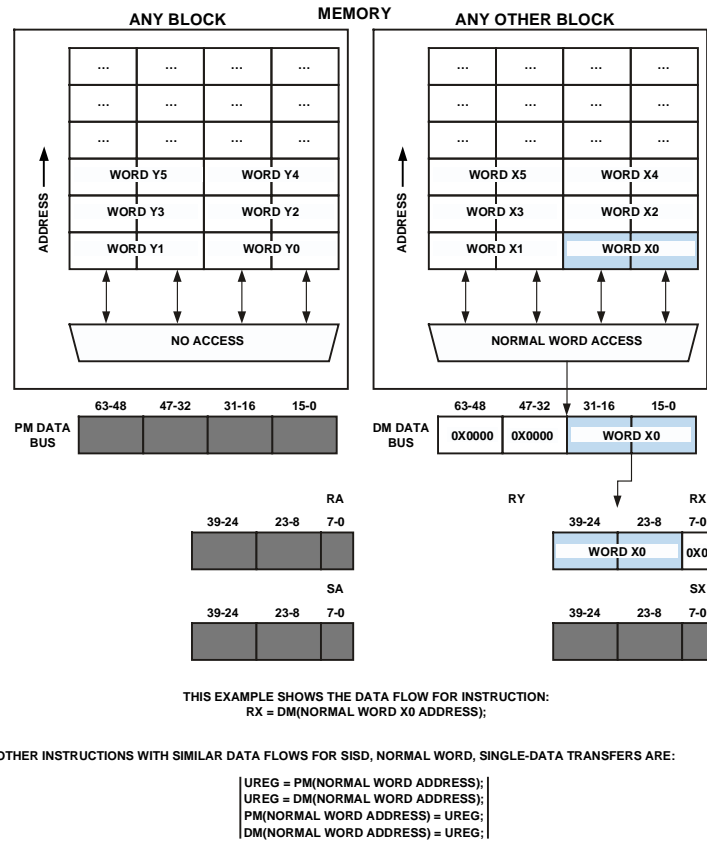 MEMORY
ANY BLOCK
ANY OTHER BLOCK
... ... ... ...
... ... ... ...
... ... ... ...
WORD Y5 WORD Y4
WORD Y3 WORD Y2
WORD Y1 WORD Y0
ADDRESS
NO ACCESS
... ... ... ...
... ... ... ...
... ... ... ...
WORD X5 WORD X4
WORD X3 WORD X2
WORD X1 WORD X0
ADDRESS
NORMAL WORD ACCESS
63-48 47-32 31-16 15-0
PM DATA
BUS
63-48 47-32 31-16 15-0
DM DATA
BUS
0X0000 0X0000 WORD X0
RA
39-24 23-8 7-0
RY RX
39-24 23-8 7-0
WORD X0 0X0
SA
39-24 23-8 7-0
SX
39-24 23-8 7-0
THIS EXAMPLE SHOWS THE DATA FLOW FOR INSTRUCTION:
RX = DM(NORMAL WORD X0 ADDRESS);
OTHER INSTRUCTIONS WITH SIMILAR DATA FLOWS FOR SISD, NORMAL WORD, SINGLE-DATA TRANSFERS ARE:
UREG = PM(NORMAL WORD ADDRESS);
UREG = DM(NORMAL WORD ADDRESS);
PM(NORMAL WORD ADDRESS) = UREG;
DM(NORMAL WORD ADDRESS) = UREG;